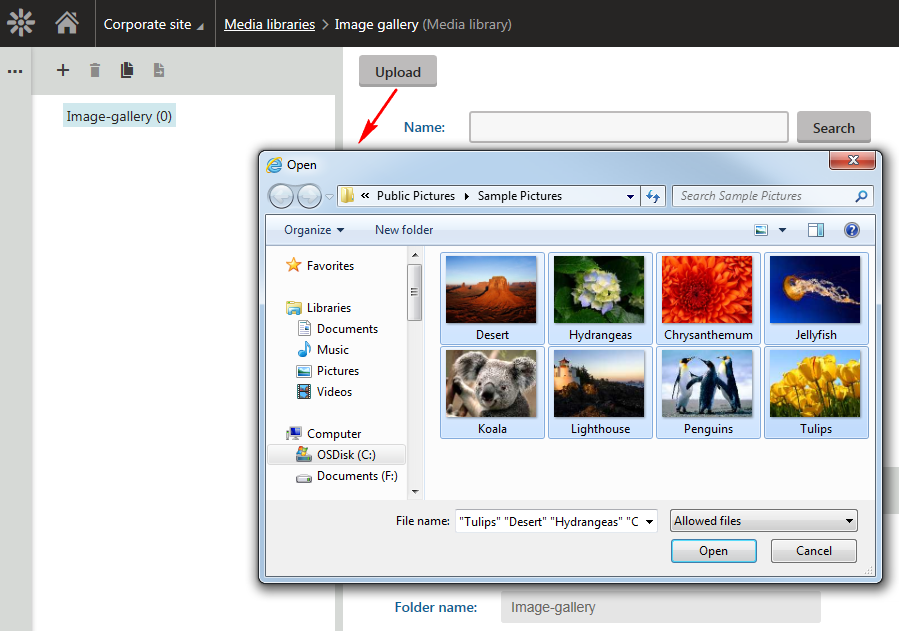 Corporate site Media libraries > Image gallery (Media library)
Upload
Image-gallery (0)
Name: Search
Open
« Public Pictures Sample Pictures Search Sample Pictures
Organize New folder
Favorites
Libraries
Documents
Music
Pictures
Videos
Computer
OSDisk (C:)
Documents (F:)
Desert Hydrangeas Chrysanthemum Jellyfish
Koala Lighthouse Penguins Tulips
File name: "Tulips" "Desert" "Hydrangeas" "C Allowed files
Open Cancel
Folder name: Image-gallery